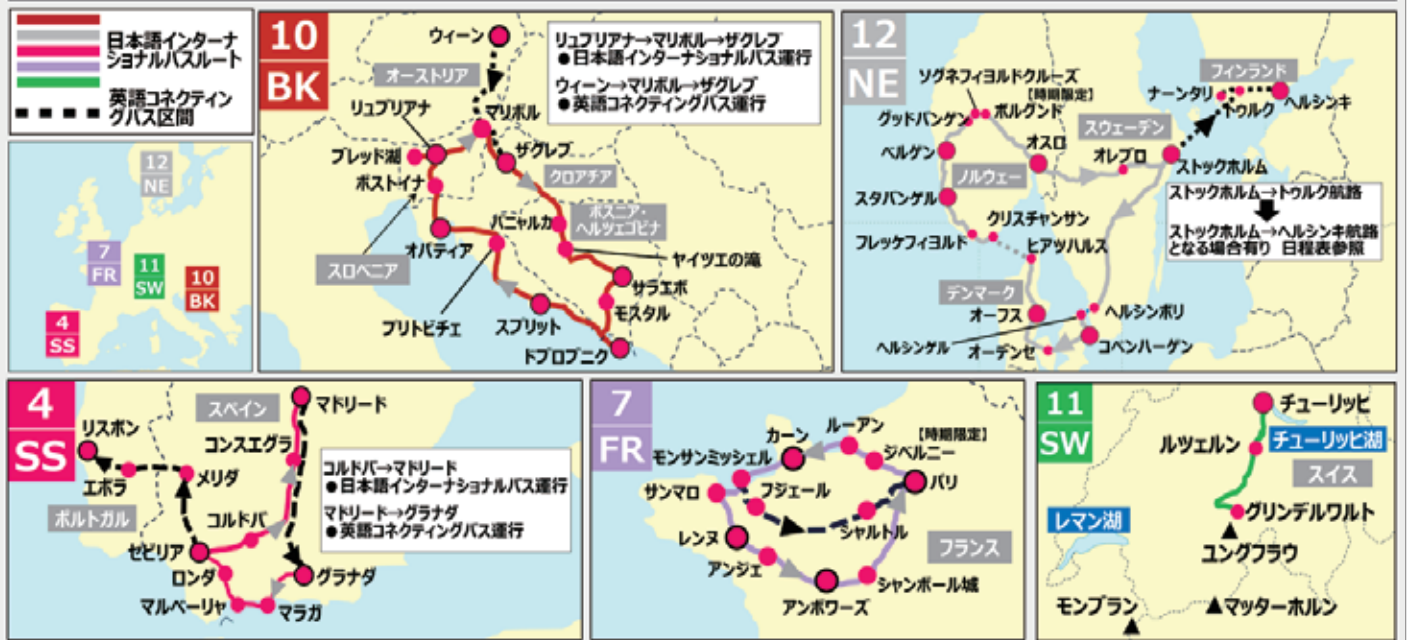 日本語インターナ
ショナルバスルート
英語コネクティン
グバス区間
12
NE
7
FR
11
SW
10
BK
4
SS
10
BK
ウィーン
オーストリア
リュブリアナ
マリボル
ブレッド湖
ザグレブ
ポストイナ
クロアチア
バニャルカ
ボスニア・
ヘルツェゴビナ
オパティア
ヤイツエの滝
スロベニア
サラエボ
モスタル
プリトビチェ
スプリット
ドブロブニク
リュブリアナ→マリボル→ザクレブ
●日本語インターナショナルバス運行
ウィーン→マリボル→ザクレブ
●英語コネクティングバス運行
12
NE
ソグネフィヨルドクルーズ
【時期限定】
フィンランド
ナーンタリ
トゥルク
ヘルシンキ
グッドバンゲン
ボルグンド
スウェーデン
オスロ
ベルゲン
オレブロ
ストックホルム
ノルウェー
スタバンゲル
クリスチャンサン
フレッケフィヨルド
ヒアツハルス
デンマーク
オーフス
ヘルシンボリ
ヘルシンゲル
オーデンセ
コペンハーゲン
ストックホルム→トゥルク航路
ストックホルム→ヘルシンキ航路
となる場合有り 日程表参照
4
SS
スペイン
マドリード
リスボン
コンスエグラ
メリダ
エボラ
ポルトガル
コルドバ
セビリア
ロンダ
グラナダ
マルベーリャ
マラガ
コルドバ→マドリード
●日本語インターナショナルバス運行
マドリード→グラナダ
●英語コネクティングバス運行
7
FR
ルーアン
【時期限定】
カーン
ジベルニー
モンサンミッシェル
パリ
サンマロ
フジェール
シャルトル
レンヌ
フランス
アンジェ
シャンボール城
アンボワーズ
11
SW
チューリッヒ
ルツェルン
チューリッヒ湖
スイス
グリンデルワルト
レマン湖
ユングフラウ
モンブラン
マッターホルン